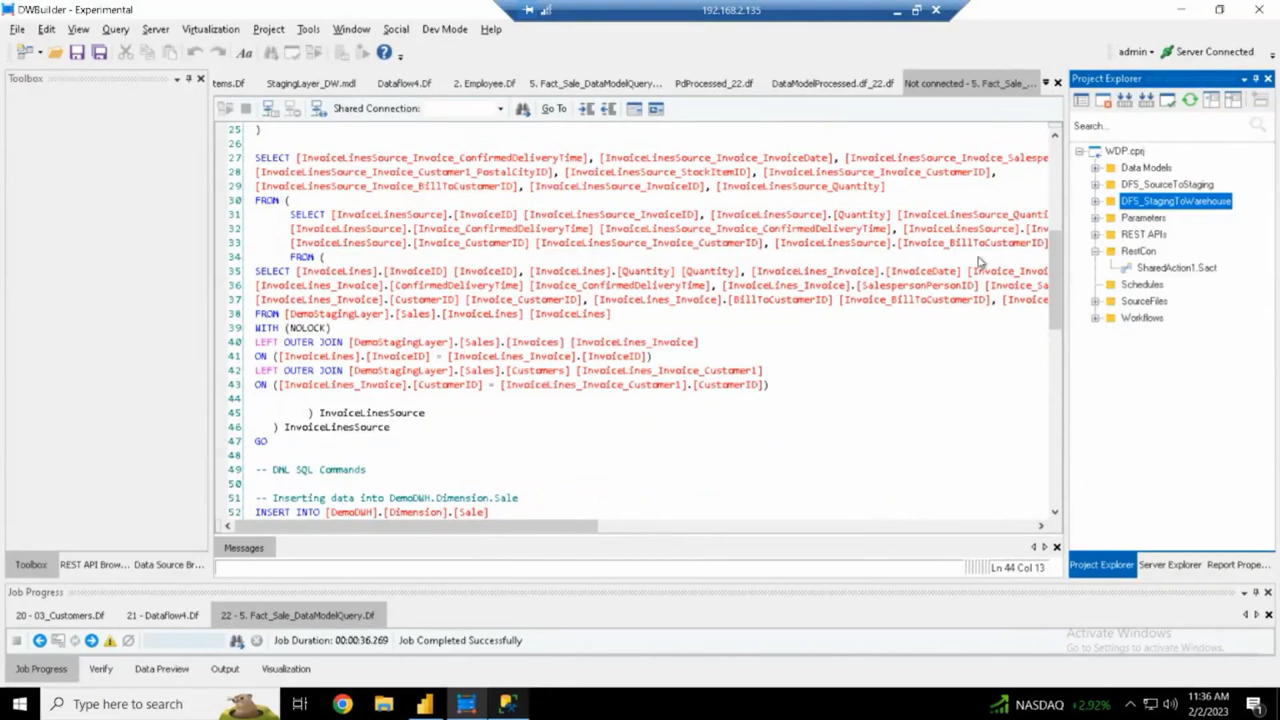 DWBuilder - Experimental
192.168.2.135
File Edit View Query Server Virtualization Project Tools Window Social Dev Mode Help
admin Server Connected
Toolbox
tems.Df StagingLayer_DW.mdl Dataflow4.Df 2. Employee.Df 5. Fact_Sale_DataModelQuery... PdProcessed_22.df DataModelProcessed.df_22.df Not connected - 5. Fact_Sale_...
Project Explorer
Shared Connection: Go To
Search...
25 )
26
27 SELECT [InvoiceLinesSource_Invoice_ConfirmedDeliveryTime], [InvoiceLinesSource_Invoice_InvoiceDate], [InvoiceLinesSource_Invoice_Salespe
28 [InvoiceLinesSource_Invoice_Customer1_PostalCityID], [InvoiceLinesSource_StockItemID], [InvoiceLinesSource_Invoice_CustomerID],
29 [InvoiceLinesSource_Invoice_BillToCustomerID], [InvoiceLinesSource_InvoiceID], [InvoiceLinesSource_Quantity]
30 FROM (
31 SELECT [InvoiceLinesSource].[InvoiceID] [InvoiceLinesSource_InvoiceID], [InvoiceLinesSource].[Quantity] [InvoiceLinesSource_Quanti
32 [InvoiceLinesSource].[Invoice_ConfirmedDeliveryTime] [InvoiceLinesSource_Invoice_ConfirmedDeliveryTime], [InvoiceLinesSource].[In
33 [InvoiceLinesSource].[Invoice_CustomerID] [InvoiceLinesSource_Invoice_CustomerID], [InvoiceLinesSource].[Invoice_BillToCustomerID]
34 FROM (
35 SELECT [InvoiceLines].[InvoiceID] [InvoiceID], [InvoiceLines].[Quantity] [Quantity], [InvoiceLines_Invoice].[InvoiceDate] [Invoice_Invoi
36 [InvoiceLines_Invoice].[ConfirmedDeliveryTime] [Invoice_ConfirmedDeliveryTime], [InvoiceLines_Invoice].[SalespersonPersonID] [Invoice_Sa
37 [InvoiceLines_Invoice].[CustomerID] [Invoice_CustomerID], [InvoiceLines_Invoice].[BillToCustomerID] [Invoice_BillToCustomerID],
38 FROM [DemoStagingLayer].[Sales].[InvoiceLines] [InvoiceLines]
39 WITH (NOLOCK)
40 LEFT OUTER JOIN [DemoStagingLayer].[Sales].[Invoices] [InvoiceLines_Invoice]
41 ON ([InvoiceLines].[InvoiceID] = [InvoiceLines_Invoice].[InvoiceID])
42 LEFT OUTER JOIN [DemoStagingLayer].[Sales].[Customers] [InvoiceLines_Invoice_Customer1]
43 ON ([InvoiceLines_Invoice].[CustomerID] = [InvoiceLines_Invoice_Customer1].[CustomerID])
45 ) InvoiceLinesSource
46 ) InvoiceLinesSource
47 GO
48
49 -- DML SQL Commands
50
51 -- Inserting data into DemoDWH.Dimension.Sale
52 INSERT INTO [DemoDWH].[Dimension].[Sale]
WDP.cprj
Data Models
DFS_SourceToStaging
DFS_StagingToWarehouse
Parameters
REST APIs
RestCon
SharedAction1.Sact
Schedules
SourceFiles
Workflows
Messages
Ln 44 Col 13
Toolbox REST API Brow... Data Source Br...
Project Explorer Server Explorer Report Prope...
Job Progress
20 - 03_Customers.Df 21 - Dataflow4.Df 22 - 5. Fact_Sale_DataModelQuery.Df
Job Duration: 00:00:36.269 Job Completed Successfully
Activate Windows
Go to Settings to activate Windows.
Job Progress Verify Data Preview Output Visualization
Type here to search
NASDAQ +2.92%
11:36 AM
2/2/2023
1